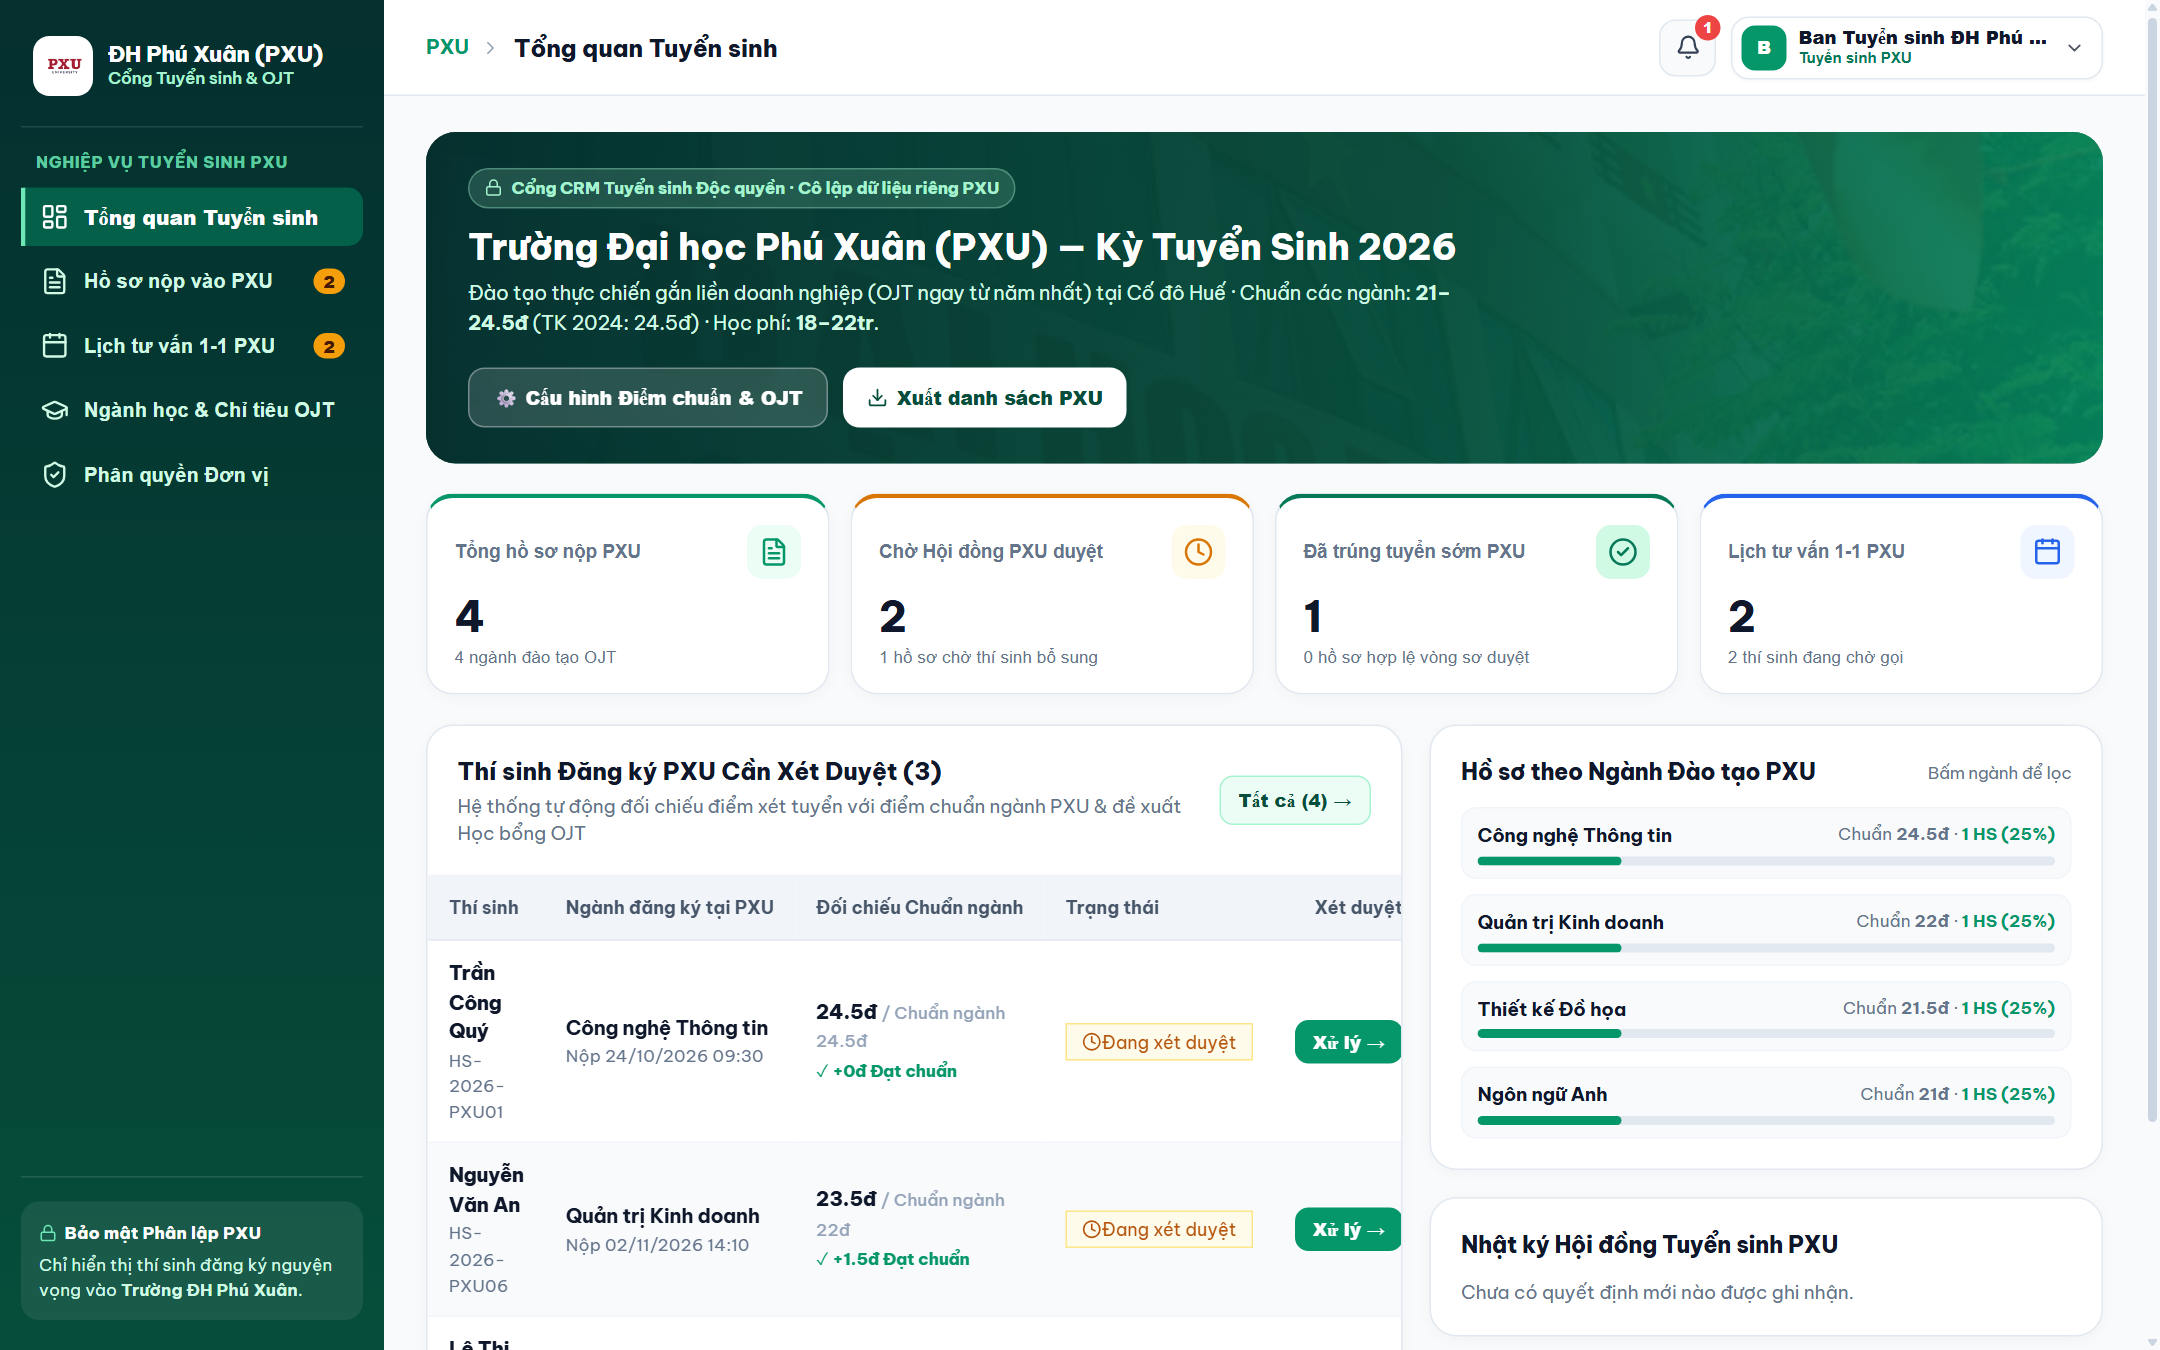 PXU
UNIVERSITY
ĐH Phú Xuân (PXU)
Cổng Tuyển sinh & OJT
NGHIỆP VỤ TUYỂN SINH PXU
Tổng quan Tuyển sinh
Hồ sơ nộp vào PXU 2
Lịch tư vấn 1-1 PXU 2
Ngành học & Chỉ tiêu OJT
Phân quyền Đơn vị
Bảo mật Phân lập PXU
Chỉ hiển thị thí sinh đăng ký nguyện
vọng vào Trường ĐH Phú Xuân.
PXU > Tổng quan Tuyển sinh
1
B
Ban Tuyển sinh ĐH Phú ...
Tuyển sinh PXU
Cổng CRM Tuyển sinh Độc quyền · Cô lập dữ liệu riêng PXU
Trường Đại học Phú Xuân (PXU) — Kỳ Tuyển Sinh 2026
Đào tạo thực chiến gắn liền doanh nghiệp (OJT ngay từ năm nhất) tại Cố đô Huế · Chuẩn các ngành: 21–
24.5đ (TK 2024: 24.5đ) · Học phí: 18–22tr.
Cấu hình Điểm chuẩn & OJT
Xuất danh sách PXU
Tổng hồ sơ nộp PXU
4
4 ngành đào tạo OJT
Chờ Hội đồng PXU duyệt
2
1 hồ sơ chờ thí sinh bổ sung
Đã trúng tuyển sớm PXU
1
0 hồ sơ hợp lệ vòng sơ duyệt
Lịch tư vấn 1-1 PXU
2
2 thí sinh đang chờ gọi
Thí sinh Đăng ký PXU Cần Xét Duyệt (3)
Hệ thống tự động đối chiếu điểm xét tuyển với điểm chuẩn ngành PXU & đề xuất
Học bổng OJT
Tất cả (4) →
Thí sinh Ngành đăng ký tại PXU Đối chiếu Chuẩn ngành Trạng thái Xét duyệt
Trần
Công
Quý
HS-
2026-
PXU01
Công nghệ Thông tin
Nộp 24/10/2026 09:30
24.5đ / Chuẩn ngành
24.5đ
✓ +0đ Đạt chuẩn
Đang xét duyệt
Xử lý →
Nguyễn
Văn An
HS-
2026-
PXU06
Quản trị Kinh doanh
Nộp 02/11/2026 14:10
23.5đ / Chuẩn ngành
22đ
✓ +1.5đ Đạt chuẩn
Đang xét duyệt
Xử lý →
Lê Thị
Hồ sơ theo Ngành Đào tạo PXU
Bấm ngành để lọc
Công nghệ Thông tin Chuẩn 24.5đ · 1 HS (25%)
Quản trị Kinh doanh Chuẩn 22đ · 1 HS (25%)
Thiết kế Đồ họa Chuẩn 21.5đ · 1 HS (25%)
Ngôn ngữ Anh Chuẩn 21đ · 1 HS (25%)
Nhật ký Hội đồng Tuyển sinh PXU
Chưa có quyết định mới nào được ghi nhận.